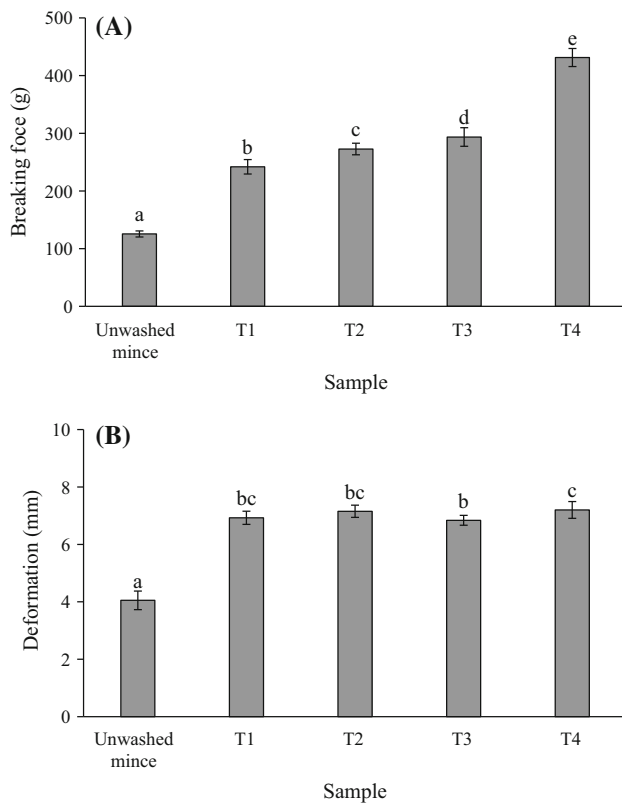 (A)
Breaking foce (g)
500
400
300
200
100
0
a
b
c
d
e
Unwashed
mince
T1
T2
T3
T4
Sample
(B)
Deformation (mm)
10
8
6
4
2
0
a
bc
bc
b
c
Unwashed
mince
T1
T2
T3
T4
Sample